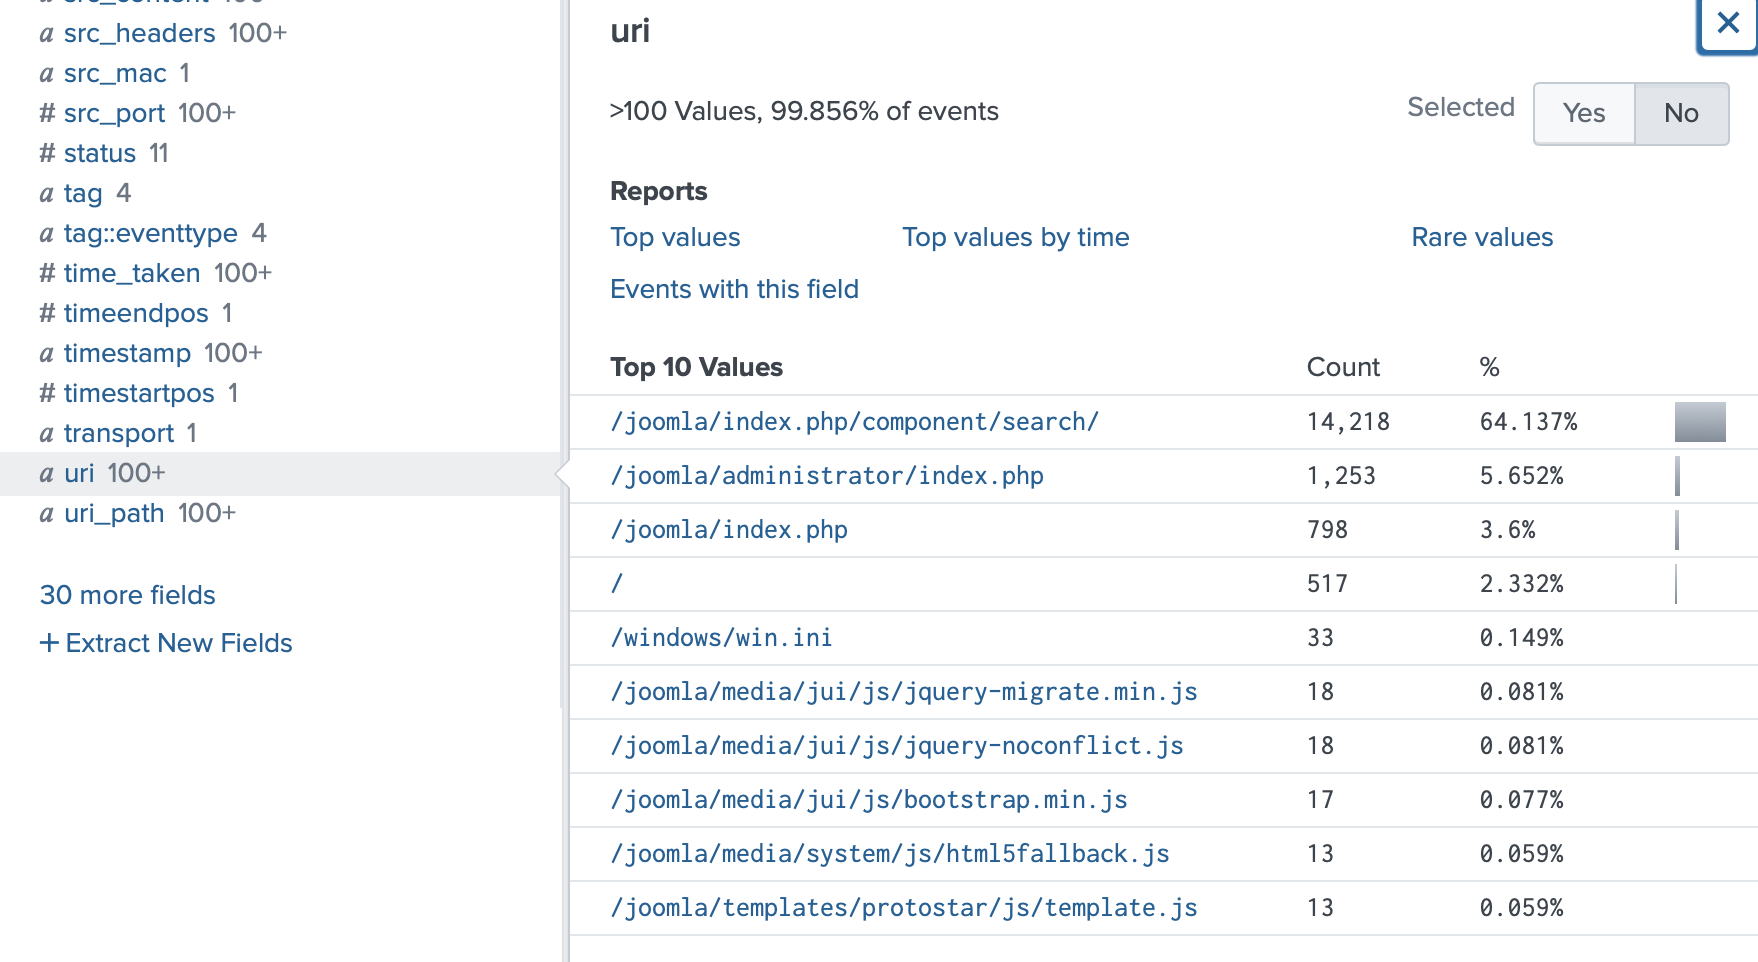 a src_content 100+
a src_headers 100+
a src_mac 1
# src_port 100+
# status 11
a tag 4
a tag::eventtype 4
# time_taken 100+
# timeendpos 1
a timestamp 100+
# timestartpos 1
a transport 1
a uri 100+
a uri_path 100+
30 more fields
+ Extract New Fields
uri
>100 Values, 99.856% of events
Selected Yes No
Reports
Top values Top values by time Rare values
Events with this field
Top 10 Values Count %
/joomla/index.php/component/search/ 14,218 64.137%
/joomla/administrator/index.php 1,253 5.652%
/joomla/index.php 798 3.6%
/ 517 2.332%
/windows/win.ini 33 0.149%
/joomla/media/jui/js/jquery-migrate.min.js 18 0.081%
/joomla/media/jui/js/jquery-noconflict.js 18 0.081%
/joomla/media/jui/js/bootstrap.min.js 17 0.077%
/joomla/media/system/js/html5fallback.js 13 0.059%
/joomla/templates/protostar/js/template.js 13 0.059%